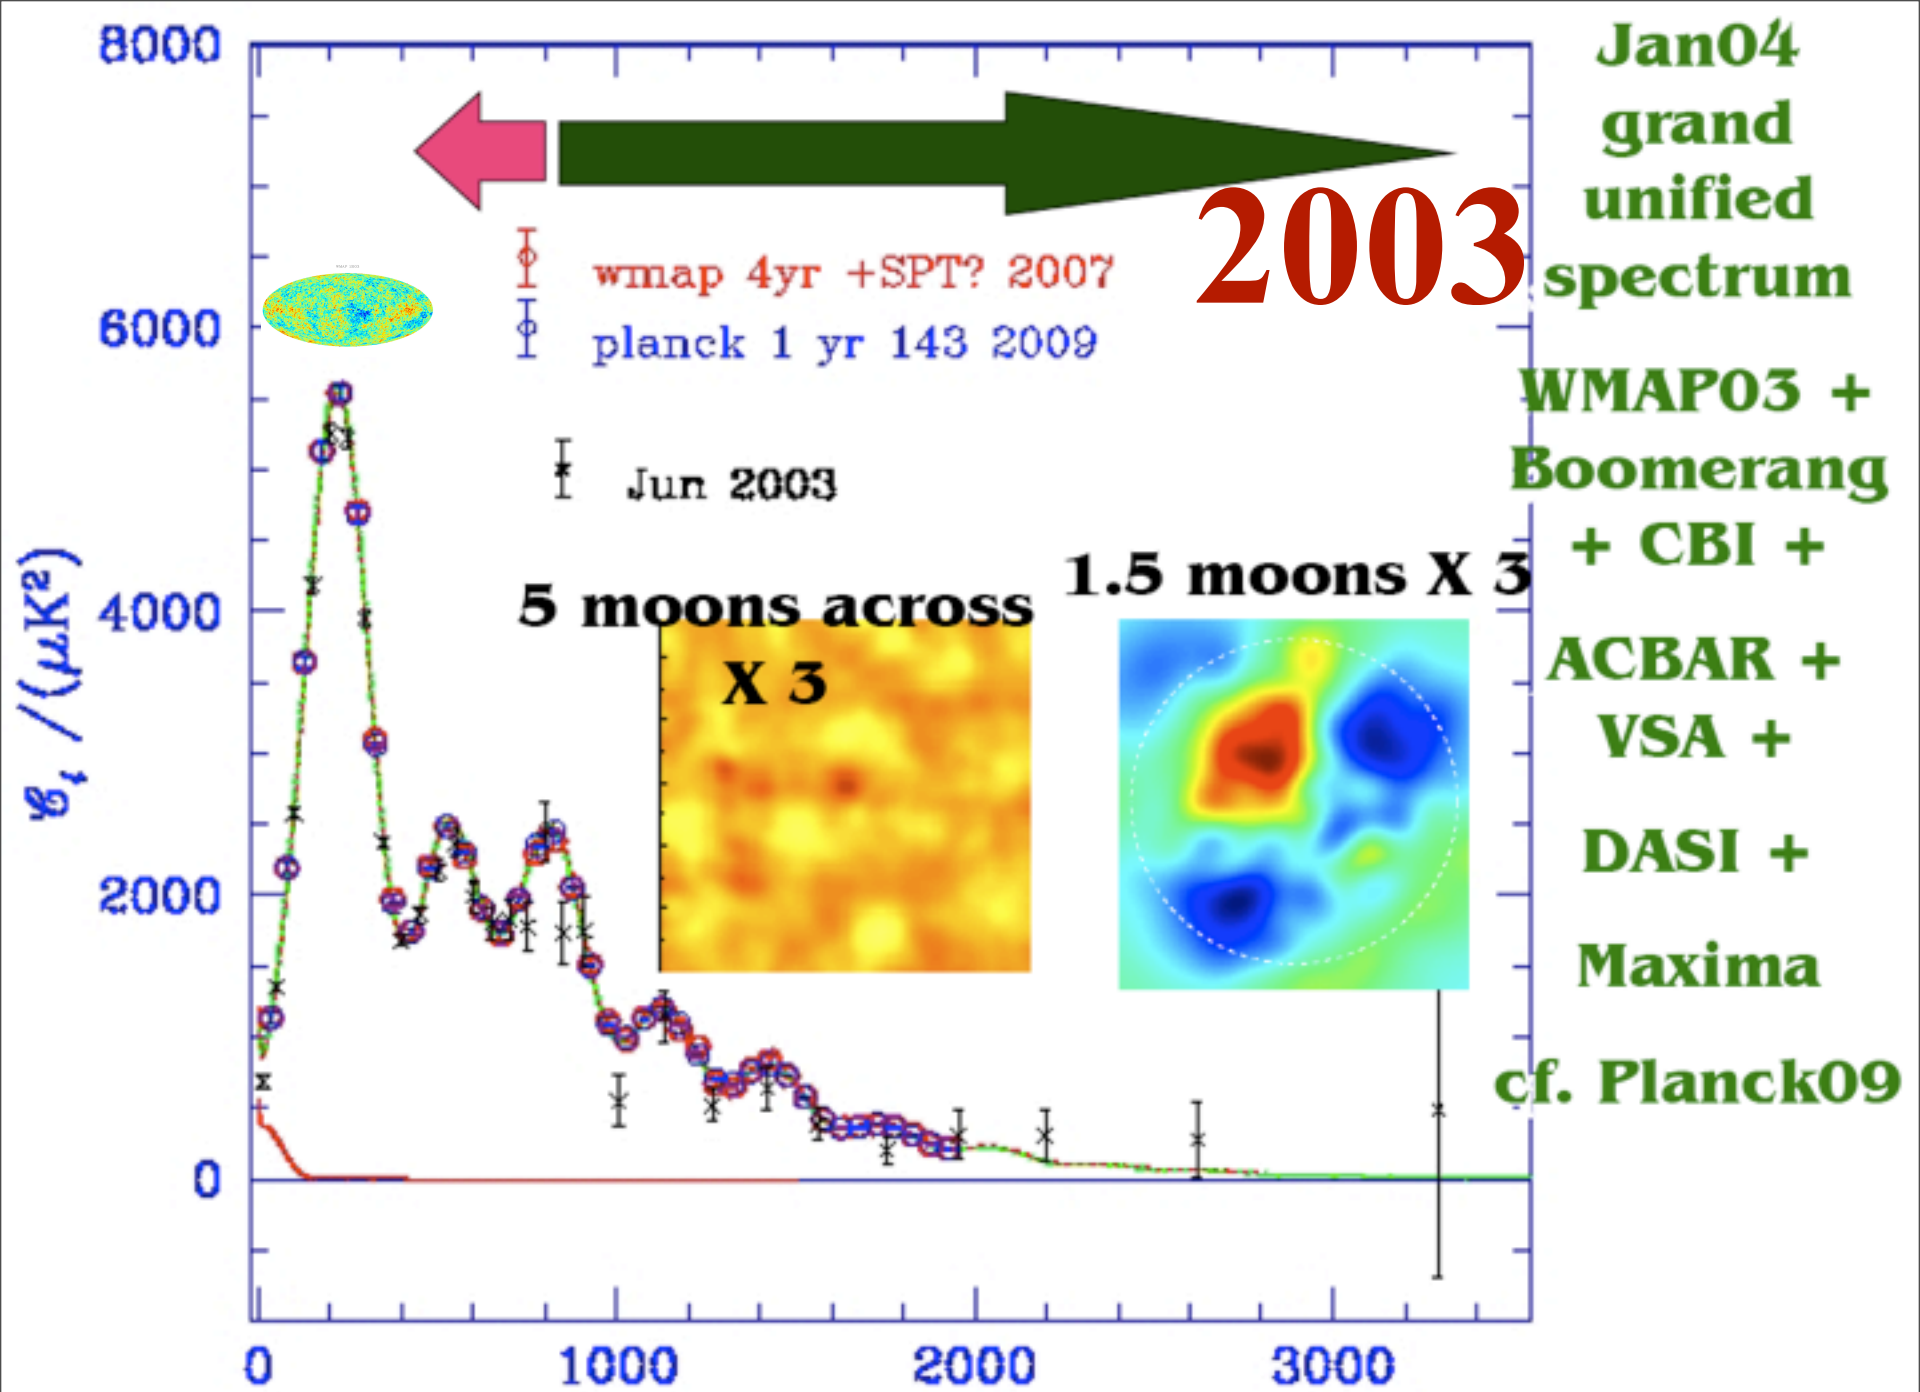 8000
6000
4000
2000
0
𝒞ℓ /(μK²)
0
1000
2000
3000
2003
wmap 4yr +SPT? 2007
planck 1 yr 143 2009
Jun 2003
5 moons across
X 3
1.5 moons X 3
Jan04
grand
unified
spectrum
WMAP03 +
Boomerang
+ CBI +
ACBAR +
VSA +
DASI +
Maxima
cf. Planck09